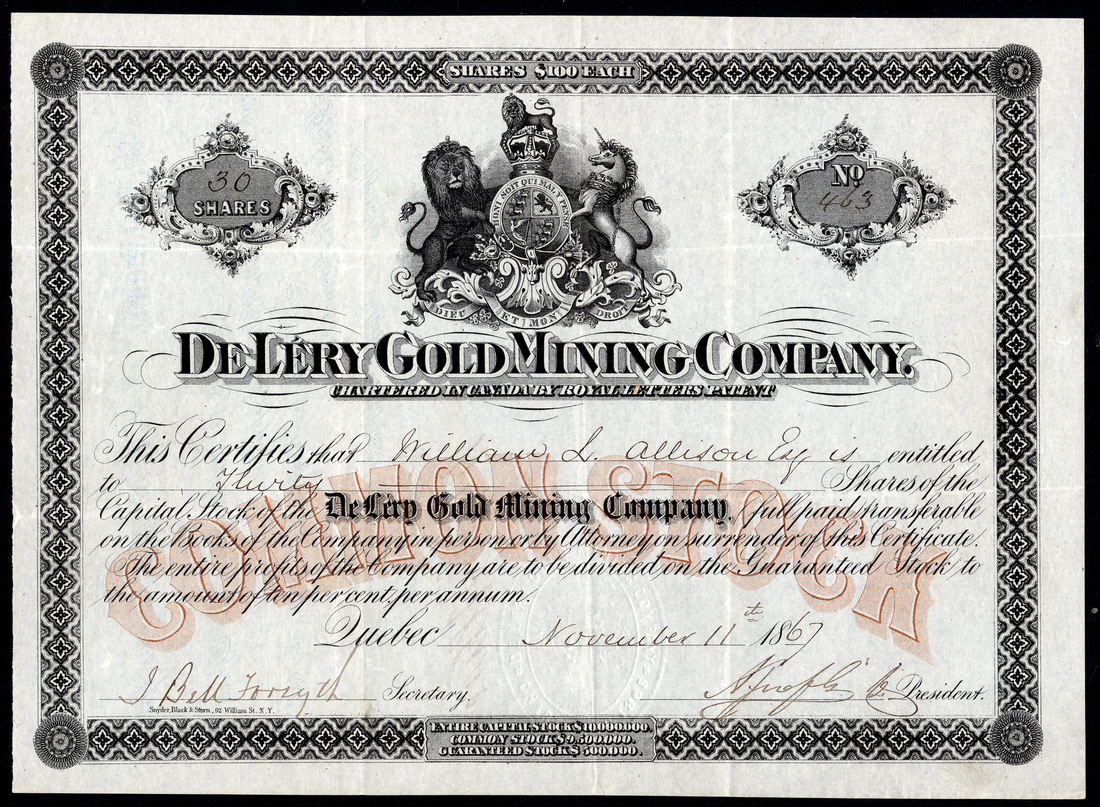 SHARES $100 EACH
30
SHARES
No
463
HONI SOIT QUI MAL Y PENSE
DIEU ET MON DROIT
DE LÉRY GOLD MINING COMPANY.
CHARTERED IN CANADA BY ROYAL LETTERS PATENT
This Certifies that William L. Allison Esq is entitled
to Thirty Shares of the
Capital Stock of the De Léry Gold Mining Company, full paid, transferable
on the Books of the Company in person or by Attorney on surrender of this Certificate.
The entire profits of the Company are to be divided on the Guaranteed Stock to
the amount of ten per cent, per annum.
COMMON STOCK
Quebec November 11th 1867
J Bell Forsyth Secretary.
President.
Snyder, Black & Sturn, 92 William St. N.Y.
ENTIRE CAPITAL STOCK $10,000,000.
COMMON STOCK $9,500,000.
GUARANTEED STOCK $500,000.